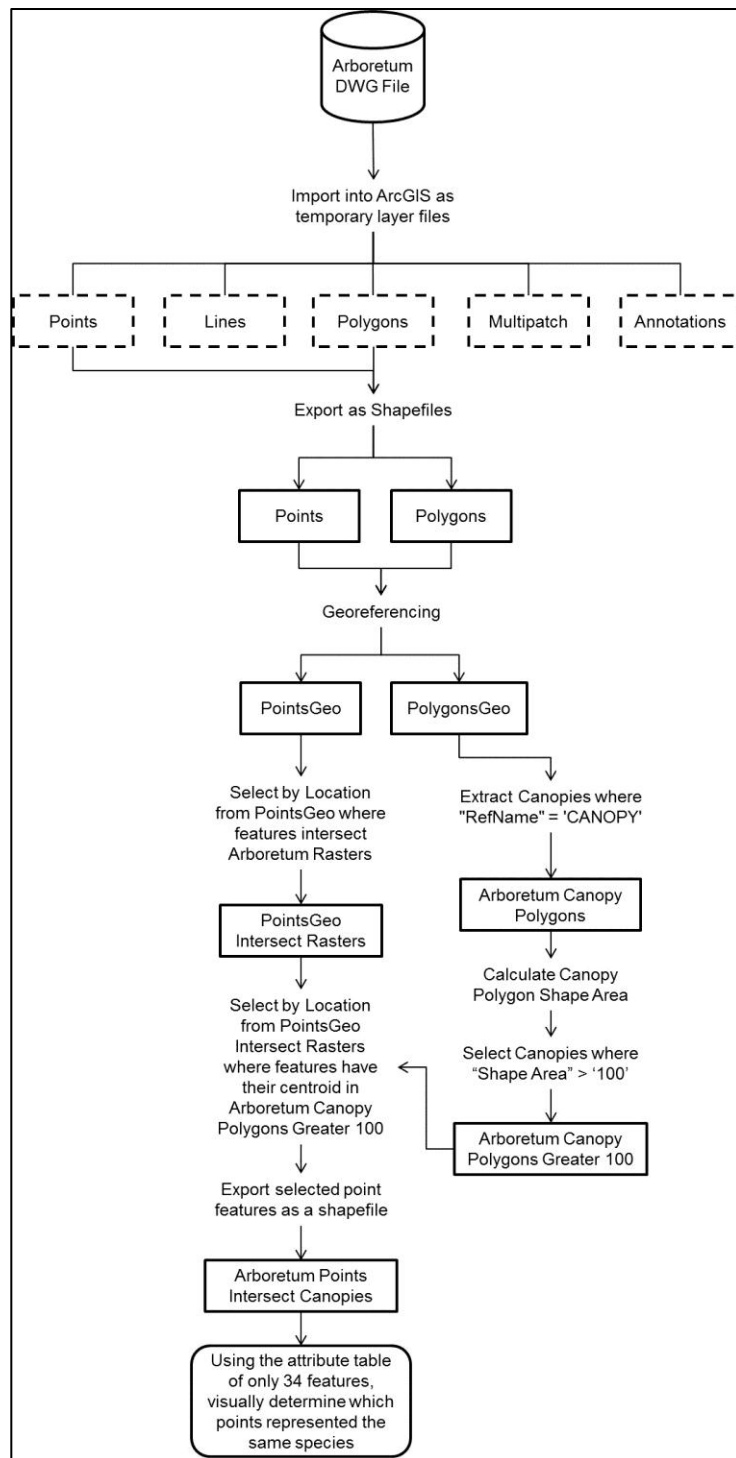 Arboretum
DWG File
Import into ArcGIS as
temporary layer files
Points
Lines
Polygons
Multipatch
Annotations
Export as Shapefiles
Points
Polygons
Georeferencing
PointsGeo
PolygonsGeo
Select by Location
from PointsGeo where
features intersect
Arboretum Rasters
Extract Canopies where
"RefName" = 'CANOPY'
PointsGeo
Intersect Rasters
Arboretum Canopy
Polygons
Calculate Canopy
Polygon Shape Area
Select by Location
from PointsGeo
Intersect Rasters
where features have
their centroid in
Arboretum Canopy
Polygons Greater 100
Select Canopies where
“Shape Area” > ‘100’
Arboretum Canopy
Polygons Greater 100
Export selected point
features as a shapefile
Arboretum Points
Intersect Canopies
Using the attribute table
of only 34 features,
visually determine which
points represented the
same species